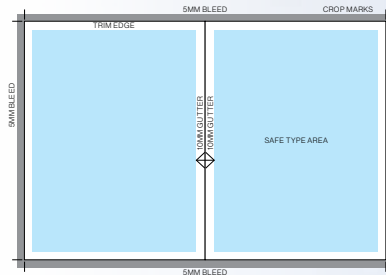 5MM BLEED
CROP MARKS
TRIM EDGE
5MM BLEED
10MM GUTTER
10MM GUTTER
SAFE TYPE AREA
5MM BLEED